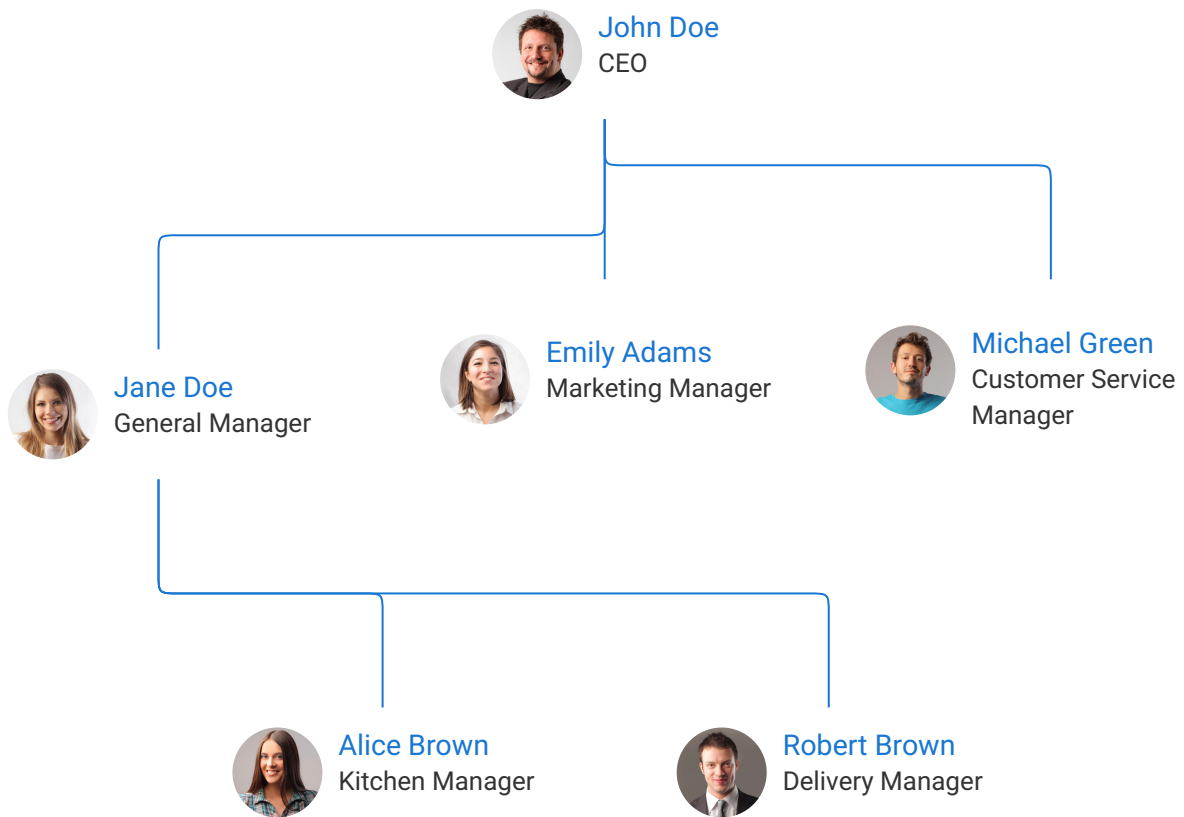 John Doe
CEO
Emily Adams
Marketing Manager
Michael Green
Customer Service
Manager
Jane Doe
General Manager
Alice Brown
Kitchen Manager
Robert Brown
Delivery Manager